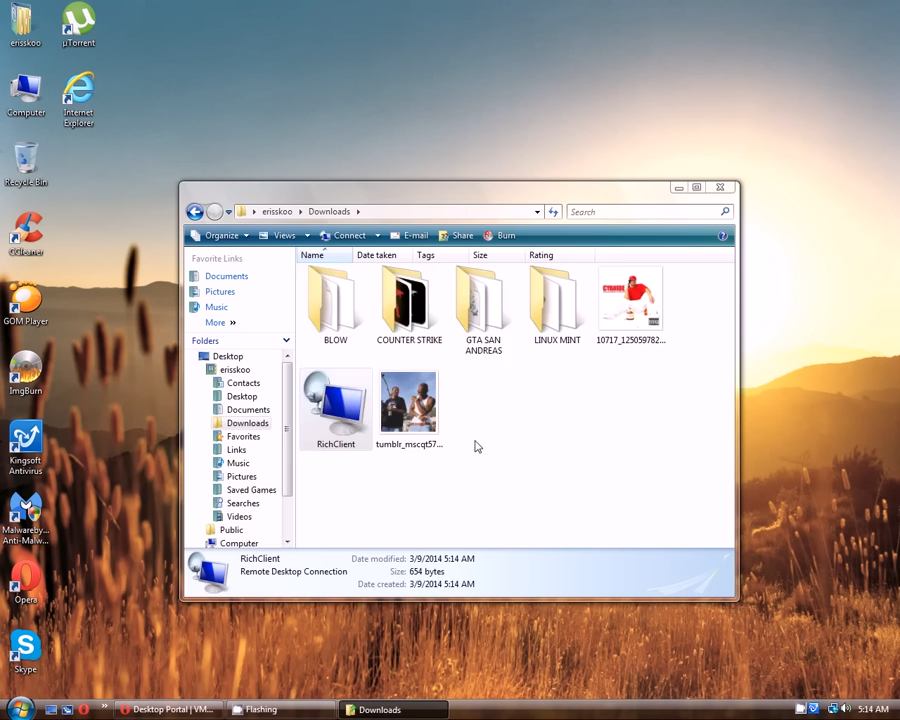 erisskoo
µTorrent
Computer
Internet
Explorer
Recycle Bin
CCleaner
GOM Player
ImgBurn
Kingsoft
Antivirus
Malwareby...
Anti-Malw...
Opera
Skype
erisskoo Downloads
Search
Organize Views Connect E-mail Share Burn
Favorite Links
Documents
Pictures
Music
More »
Folders
Desktop
erisskoo
Contacts
Desktop
Documents
Downloads
Favorites
Links
Music
Pictures
Saved Games
Searches
Videos
Public
Computer
Name Date taken Tags Size Rating
BLOW
COUNTER STRIKE
GTA SAN
ANDREAS
LINUX MINT
10717_125059782...
RichClient
tumblr_mscqt57...
RichClient
Remote Desktop Connection
Date modified: 3/9/2014 5:14 AM
Size: 654 bytes
Date created: 3/9/2014 5:14 AM
Desktop Portal | VM...
Flashing
Downloads
5:14 AM